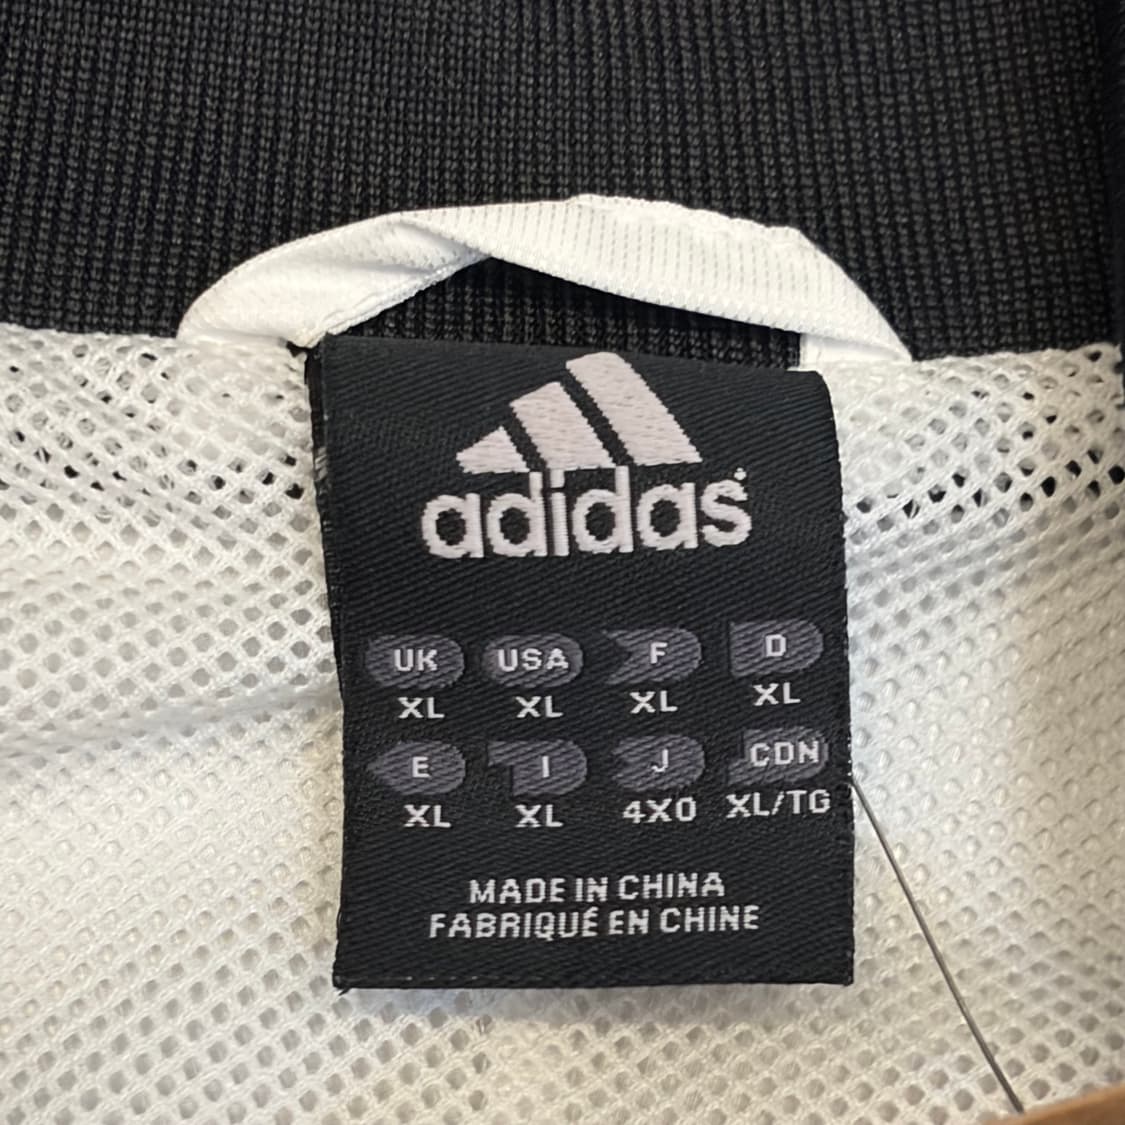 adidas
UK USA F D
XL XL XL XL
E I J CDN
XL XL 4XO XL/TG
MADE IN CHINA
FABRIQUÉ EN CHINE